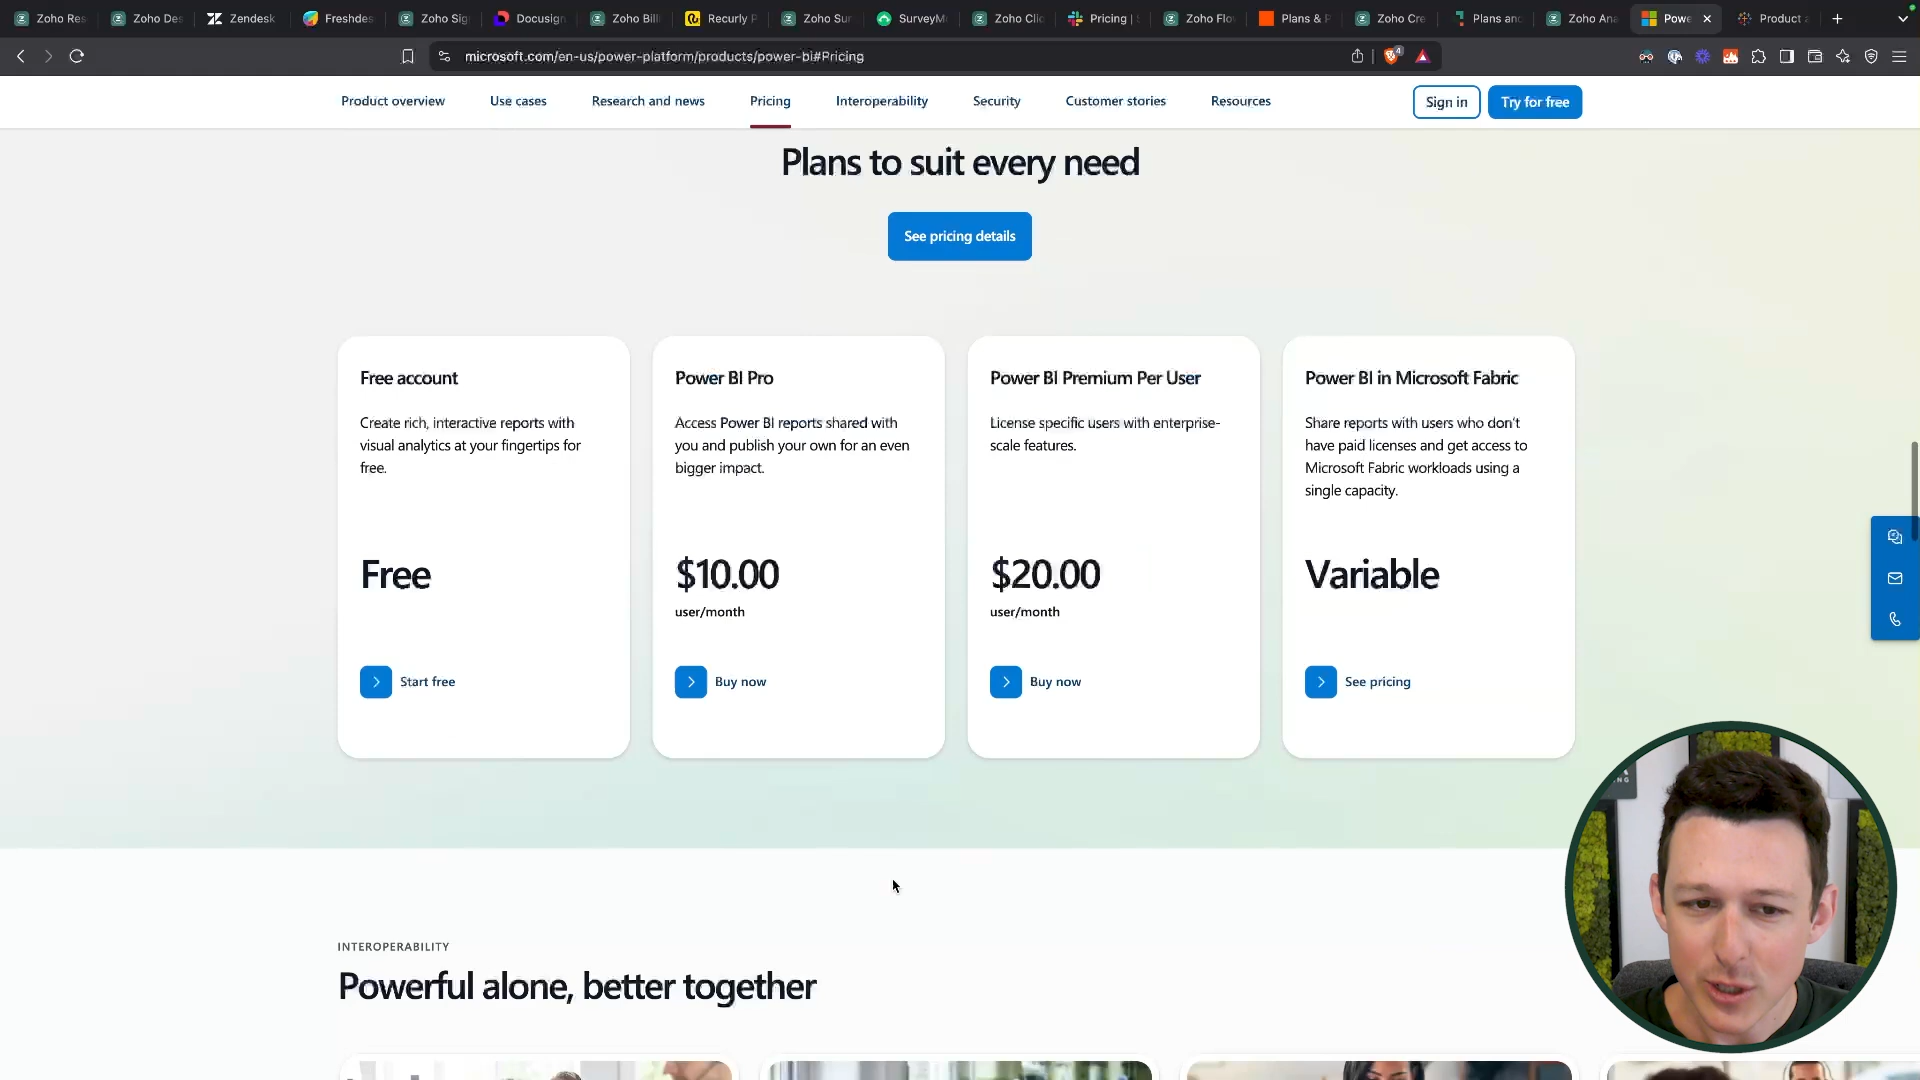 Zoho Res
Zoho Des
Zendesk
Freshdes
Zoho Sig
Docusign
Zoho Billi
Recurly P
Zoho Sur
SurveyM
Zoho Clic
Pricing |
Zoho Flo
Plans & P
Zoho Cre
Plans and
Zoho Ana
Powe
Product a
microsoft.com/en-us/power-platform/products/power-bi#Pricing
4
Product overview
Use cases
Research and news
Pricing
Interoperability
Security
Customer stories
Resources
Sign in
Try for free
Plans to suit every need
See pricing details
Free account
Create rich, interactive reports with
visual analytics at your fingertips for
free.
Free
Start free
Power BI Pro
Access Power BI reports shared with
you and publish your own for an even
bigger impact.
$10.00
user/month
Buy now
Power BI Premium Per User
License specific users with enterprise-
scale features.
$20.00
user/month
Buy now
Power BI in Microsoft Fabric
Share reports with users who don't
have paid licenses and get access to
Microsoft Fabric workloads using a
single capacity.
Variable
See pricing
INTEROPERABILITY
Powerful alone, better together